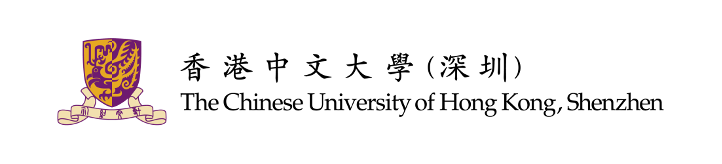 香港中文大學(深圳)
The Chinese University of Hong Kong, Shenzhen